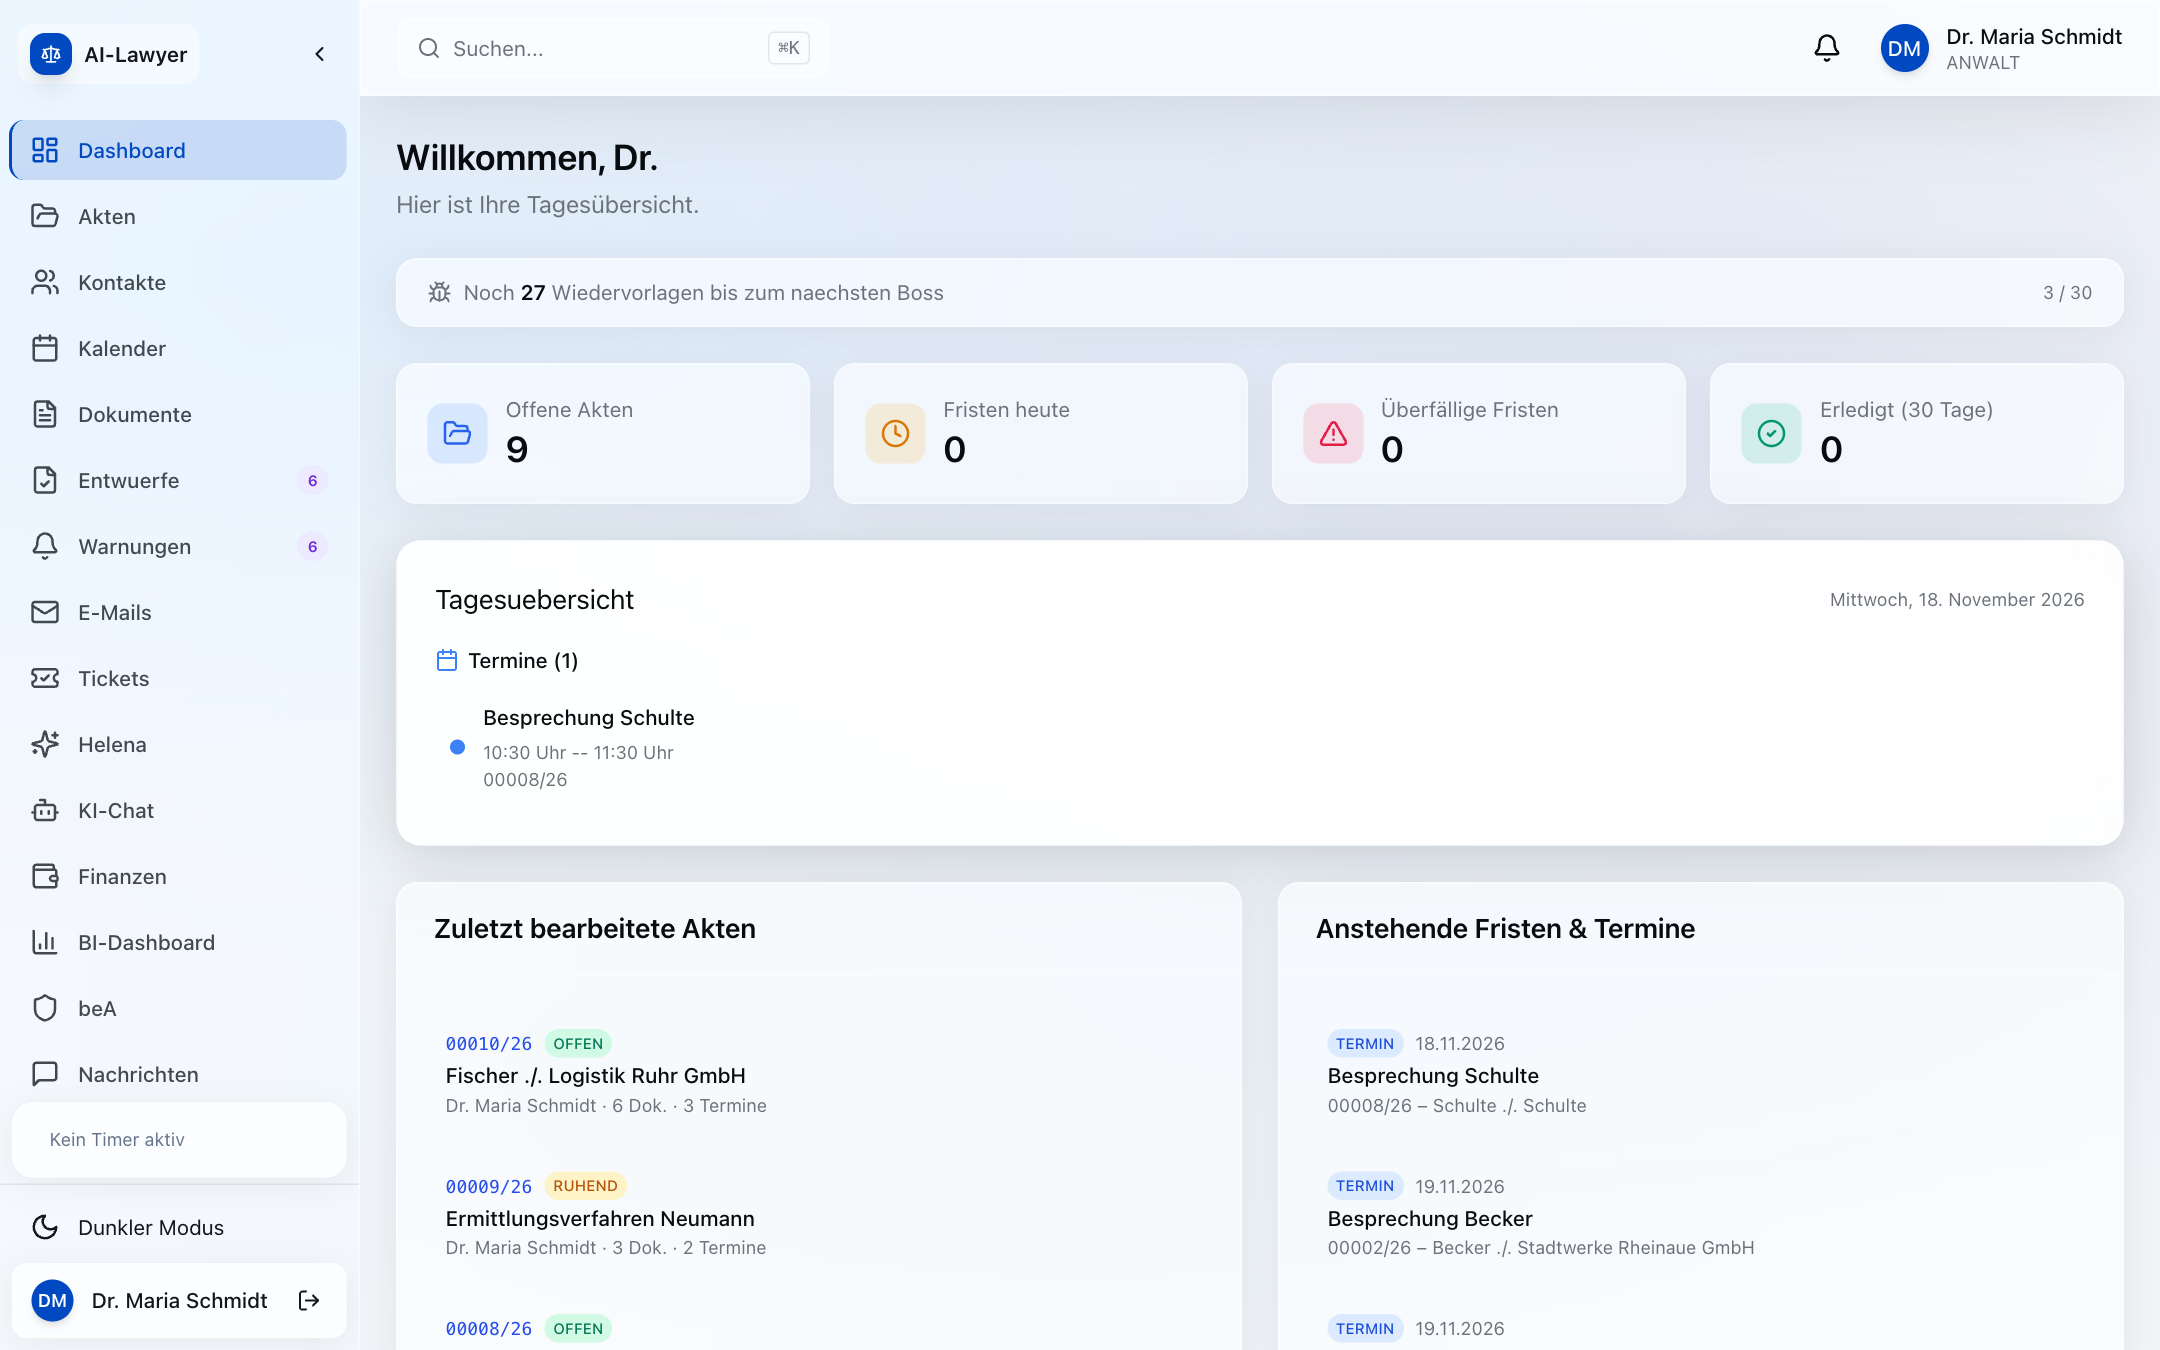 AI-Lawyer
Dashboard
Akten
Kontakte
Kalender
Dokumente
Entwuerfe 6
Warnungen 6
E-Mails
Tickets
Helena
KI-Chat
Finanzen
BI-Dashboard
beA
Nachrichten
Kein Timer aktiv
Dunkler Modus
DM Dr. Maria Schmidt
Suchen... ⌘K
DM Dr. Maria Schmidt
ANWALT
Willkommen, Dr.
Hier ist Ihre Tagesübersicht.
Noch 27 Wiedervorlagen bis zum naechsten Boss 3 / 30
Offene Akten
9
Fristen heute
0
Überfällige Fristen
0
Erledigt (30 Tage)
0
Tagesuebersicht Mittwoch, 18. November 2026
Termine (1)
Besprechung Schulte
10:30 Uhr -- 11:30 Uhr
00008/26
Zuletzt bearbeitete Akten
00010/26 OFFEN
Fischer ./. Logistik Ruhr GmbH
Dr. Maria Schmidt · 6 Dok. · 3 Termine
00009/26 RUHEND
Ermittlungsverfahren Neumann
Dr. Maria Schmidt · 3 Dok. · 2 Termine
00008/26 OFFEN
Anstehende Fristen & Termine
TERMIN 18.11.2026
Besprechung Schulte
00008/26 – Schulte ./. Schulte
TERMIN 19.11.2026
Besprechung Becker
00002/26 – Becker ./. Stadtwerke Rheinaue GmbH
TERMIN 19.11.2026